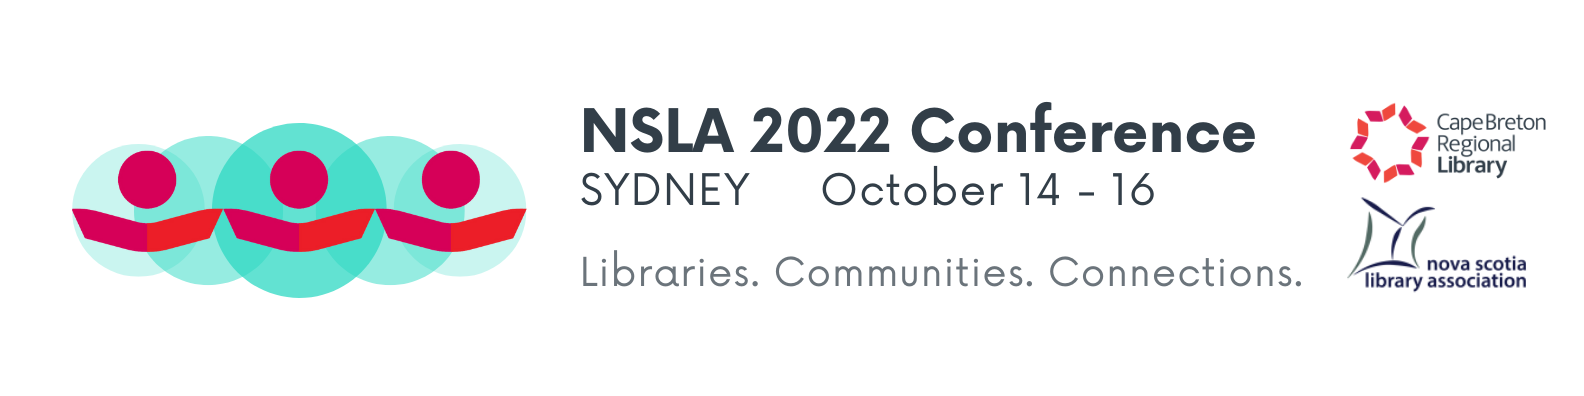 NSLA 2022 Conference
SYDNEY October 14 - 16
Libraries. Communities. Connections.
Cape Breton
Regional
Library
nova scotia
library association